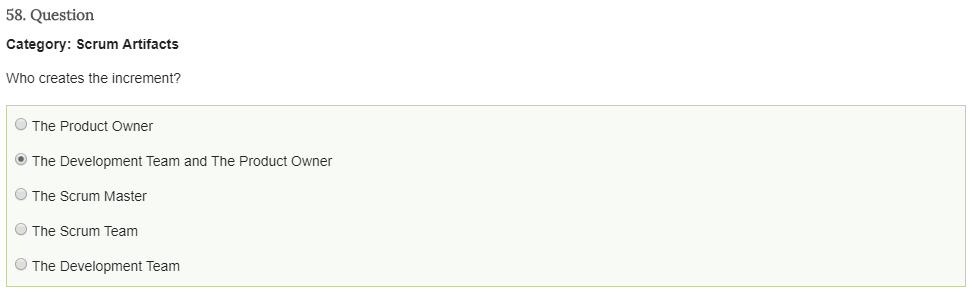 58. Question
Category: Scrum Artifacts
Who creates the increment?
The Product Owner
The Development Team and The Product Owner
The Scrum Master
The Scrum Team
The Development Team